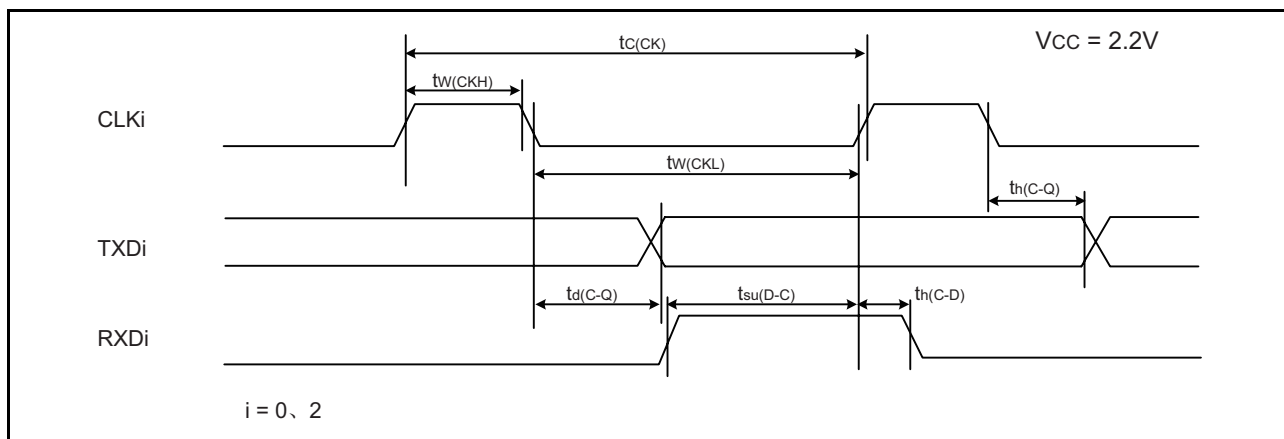 tC(CK)
VCC = 2.2V
tW(CKH)
CLKi
tW(CKL)
th(C-Q)
TXDi
td(C-Q)
tsu(D-C)
th(C-D)
RXDi
i = 0、2